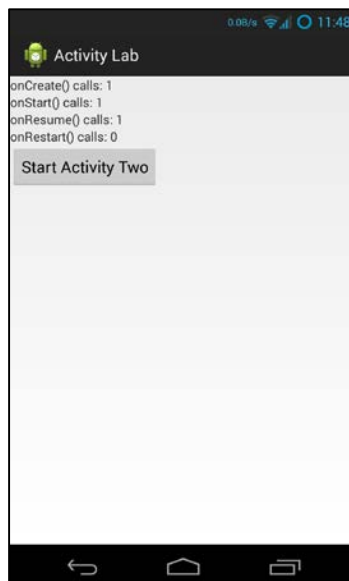 0.0B/s 11:48
Activity Lab
onCreate() calls: 1
onStart() calls: 1
onResume() calls: 1
onRestart() calls: 0
Start Activity Two